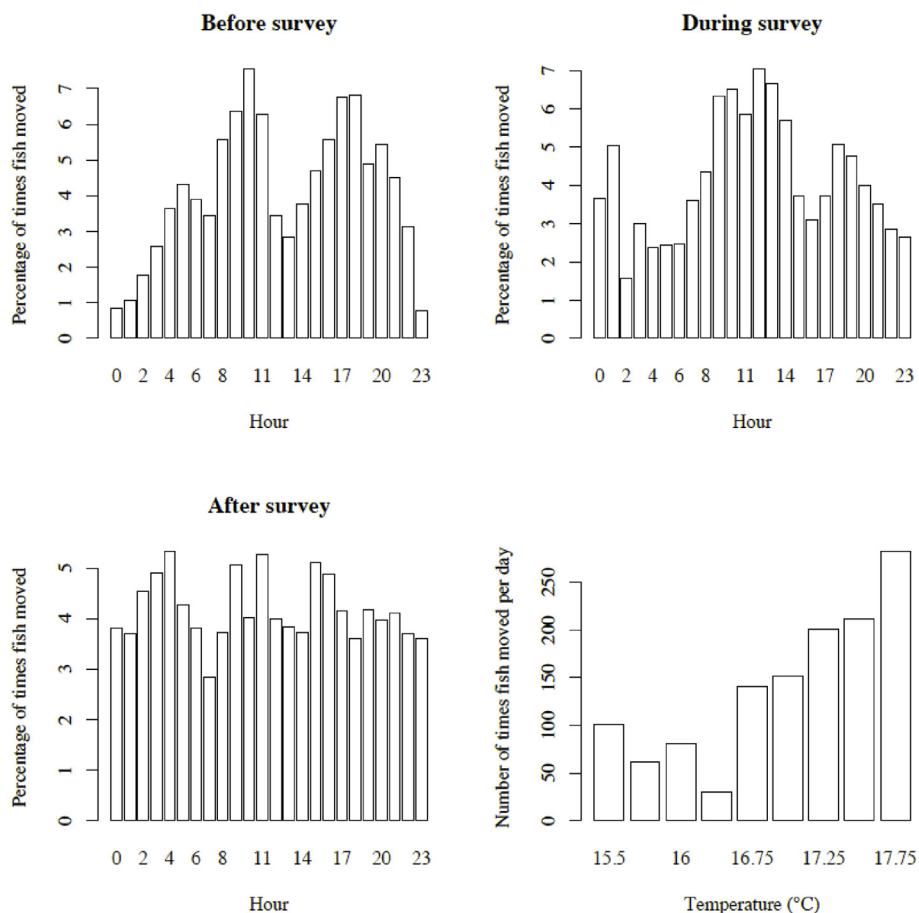 Before survey
Percentage of times fish moved
0 1 2 3 4 5 6 7
0 2 4 6 8 11 14 17 20 23
Hour
During survey
Percentage of times fish moved
0 1 2 3 4 5 6 7
0 2 4 6 8 11 14 17 20 23
Hour
After survey
Percentage of times fish moved
0 1 2 3 4 5
0 2 4 6 8 11 14 17 20 23
Hour
Number of times fish moved per day
0 50 100 150 200 250
15.5 16 16.75 17.25 17.75
Temperature (°C)